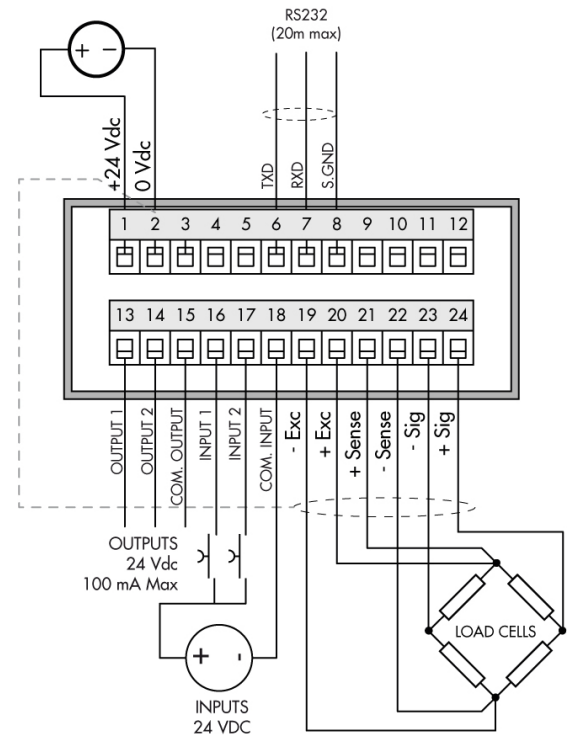 RS232
(20m max)
+ −
+24 Vdc
0 Vdc
TXD
RXD
S.GND
1 2 3 4 5 6 7 8 9 10 11 12
13 14 15 16 17 18 19 20 21 22 23 24
OUTPUT 1
OUTPUT 2
COM. OUTPUT
INPUT 1
INPUT 2
COM. INPUT
- Exc
+ Exc
+ Sense
- Sense
- Sig
+ Sig
OUTPUTS
24 Vdc
100 mA Max
LOAD CELLS
+ -
INPUTS
24 VDC